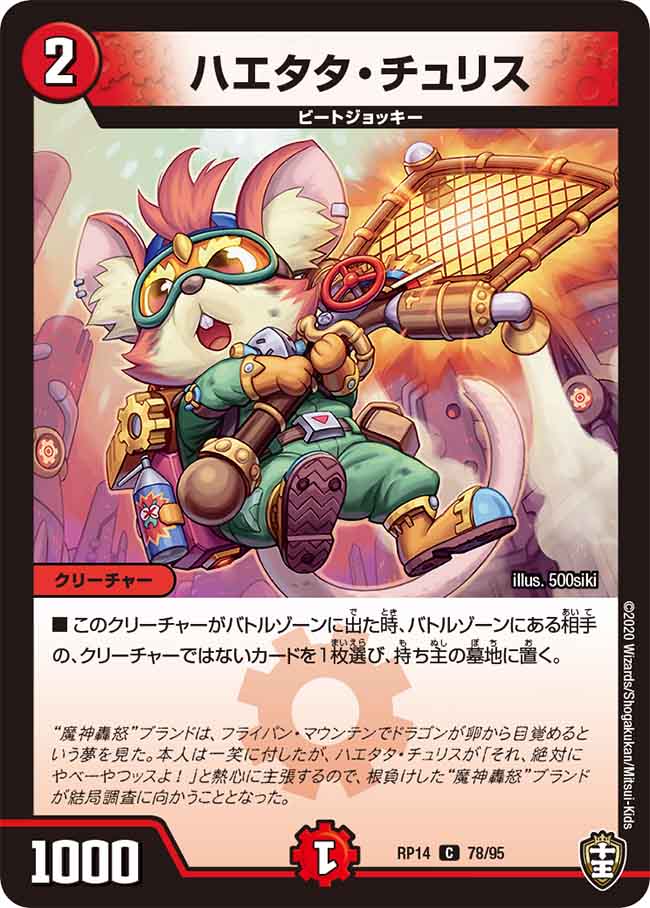 2
ハエタタ・チュリス
ビートジョッキー
illus. 500siki
クリーチャー
■ このクリーチャーがバトルゾーンに出た時、バトルゾーンにある相手
の、クリーチャーではないカードを1枚選び、持ち主の墓地に置く。
“魔神轟怒”ブランドは、フライパン・マウンテンでドラゴンが卵から目覚めると
いう夢を見た。本人は一笑に付したが、ハエタタ・チュリスが「それ、絶対に
やべーやつッスよ！」と熱心に主張するので、根負けした“魔神轟怒”ブランド
が結局調査に向かうこととなった。
©2020 Wizards/Shogakukan/Mitsui-Kids
1000
1
RP14 C 78/95
十王